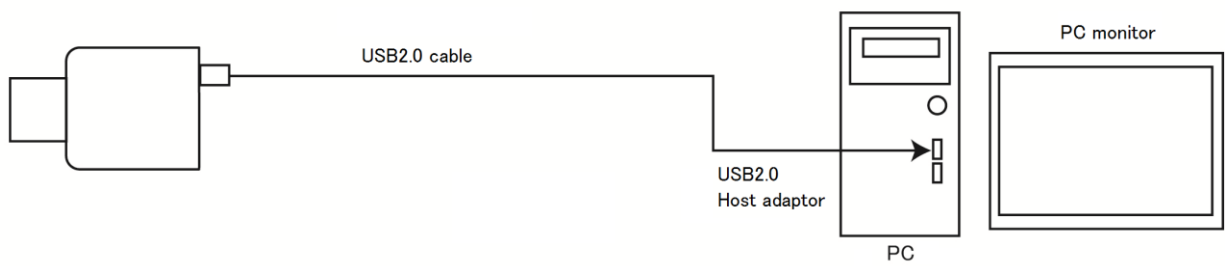 USB2.0 cable
PC monitor
USB2.0
Host adaptor
PC